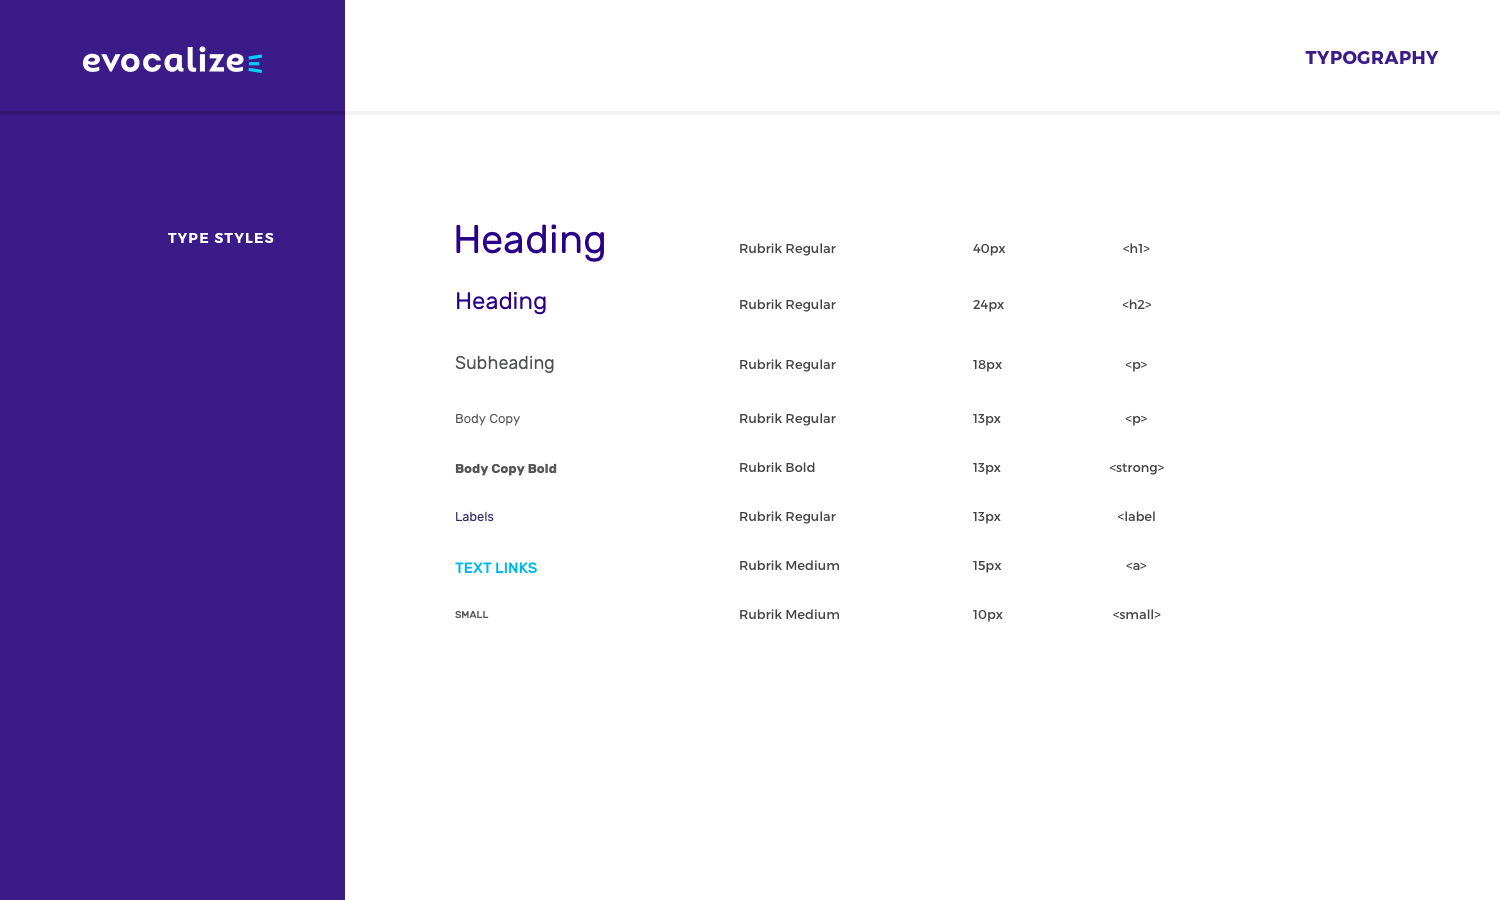 evocalize
TYPOGRAPHY
TYPE STYLES
Heading Rubrik Regular 40px <h1>
Heading Rubrik Regular 24px <h2>
Subheading Rubrik Regular 18px <p>
Body Copy Rubrik Regular 13px <p>
Body Copy Bold Rubrik Bold 13px <strong>
Labels Rubrik Regular 13px <label
TEXT LINKS Rubrik Medium 15px <a>
SMALL Rubrik Medium 10px <small>